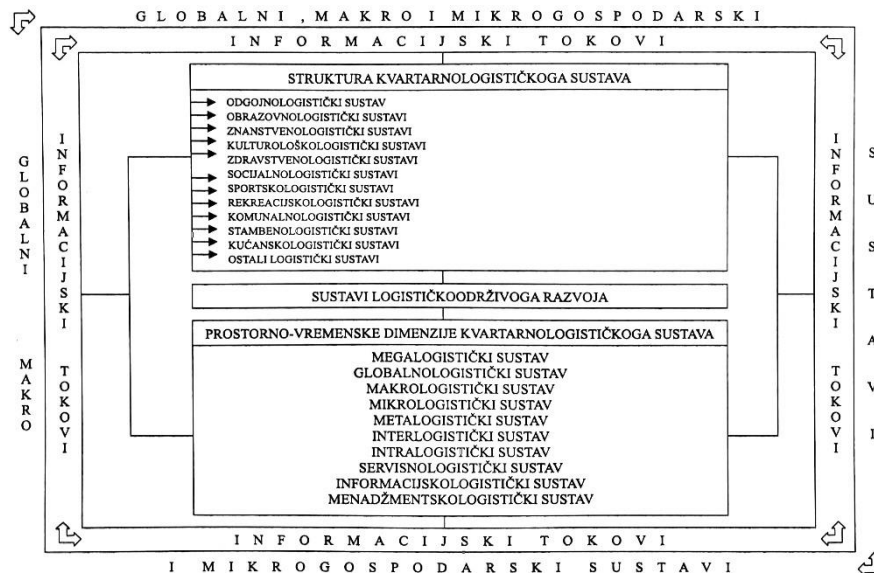 GLOBALNI , MAKRO I MIKROGOSPODARSKI
INFORMACIJSKI TOKOVI
STRUKTURA KVARTARNOLOGISTIČKOGA SUSTAVA
ODGOJNOLOGISTIČKI SUSTAV
OBRAZOVNOLOGISTIČKI SUSTAVI
ZNANSTVENOLOGISTIČKI SUSTAVI
KULTUROLOŠKOLOGISTIČKI SUSTAVI
ZDRAVSTVENOLOGISTIČKI SUSTAVI
SOCIJALNOLOGISTIČKI SUSTAVI
SPORTSKOLOGISTIČKI SUSTAVI
REKREACIJSKOLOGISTIČKI SUSTAVI
KOMUNALNOLOGISTIČKI SUSTAVI
STAMBENOLOGISTIČKI SUSTAVI
KUĆANSKOLOGISTIČKI SUSTAVI
OSTALI LOGISTIČKI SUSTAVI
SUSTAVI LOGISTIČKOODRŽIVOGA RAZVOJA
PROSTORNO-VREMENSKE DIMENZIJE KVARTARNOLOGISTIČKOGA SUSTAVA
MEGALOGISTIČKI SUSTAV
GLOBALNOLOGISTIČKI SUSTAV
MAKROLOGISTIČKI SUSTAV
MIKROLOGISTIČKI SUSTAV
METALOGISTIČKI SUSTAV
INTERLOGISTIČKI SUSTAV
INTRALOGISTIČKI SUSTAV
SERVISNOLOGISTIČKI SUSTAV
INFORMACIJSKOLOGISTIČKI SUSTAV
MENADŽMENTSKOLOGISTIČKI SUSTAV
GLOBALNI MAKRO
INFORMACIJSKI TOKOVI
INFORMACIJSKI TOKOVI
SUSTAVI
INFORMACIJSKI TOKOVI
I MIKROGOSPODARSKI SUSTAVI